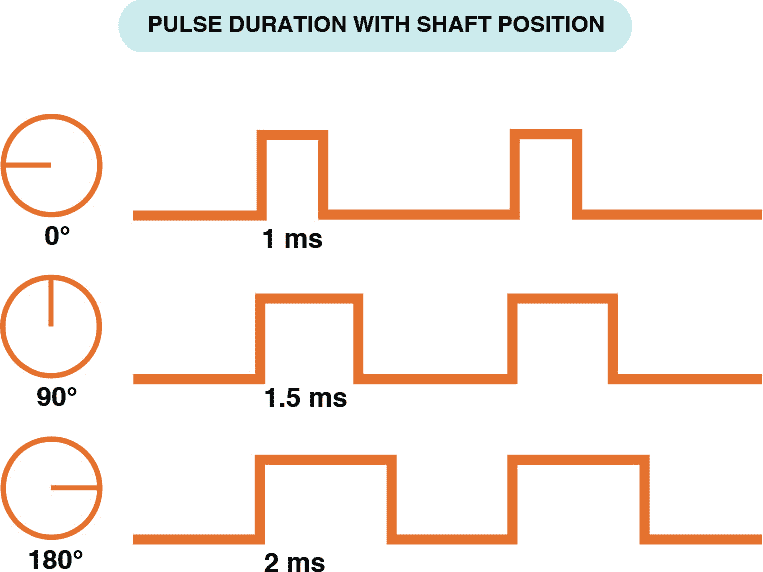 PULSE DURATION WITH SHAFT POSITION
0°
1 ms
90°
1.5 ms
180°
2 ms